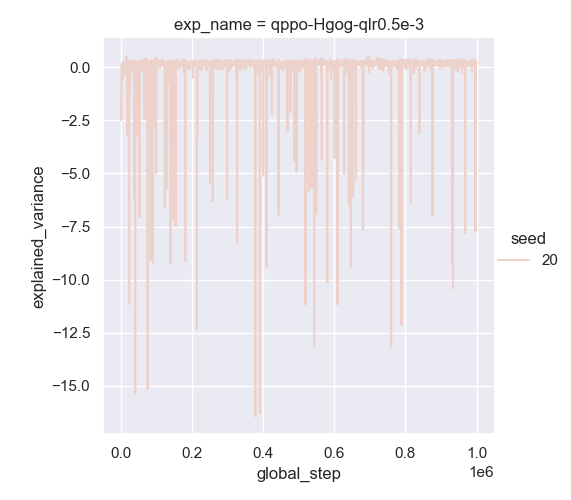 exp_name = qppo-Hgog-qlr0.5e-3
0.0
−2.5
−5.0
−7.5
−10.0
−12.5
−15.0
explained_variance
0.0 0.2 0.4 0.6 0.8 1.0
1e6
global_step
seed
20